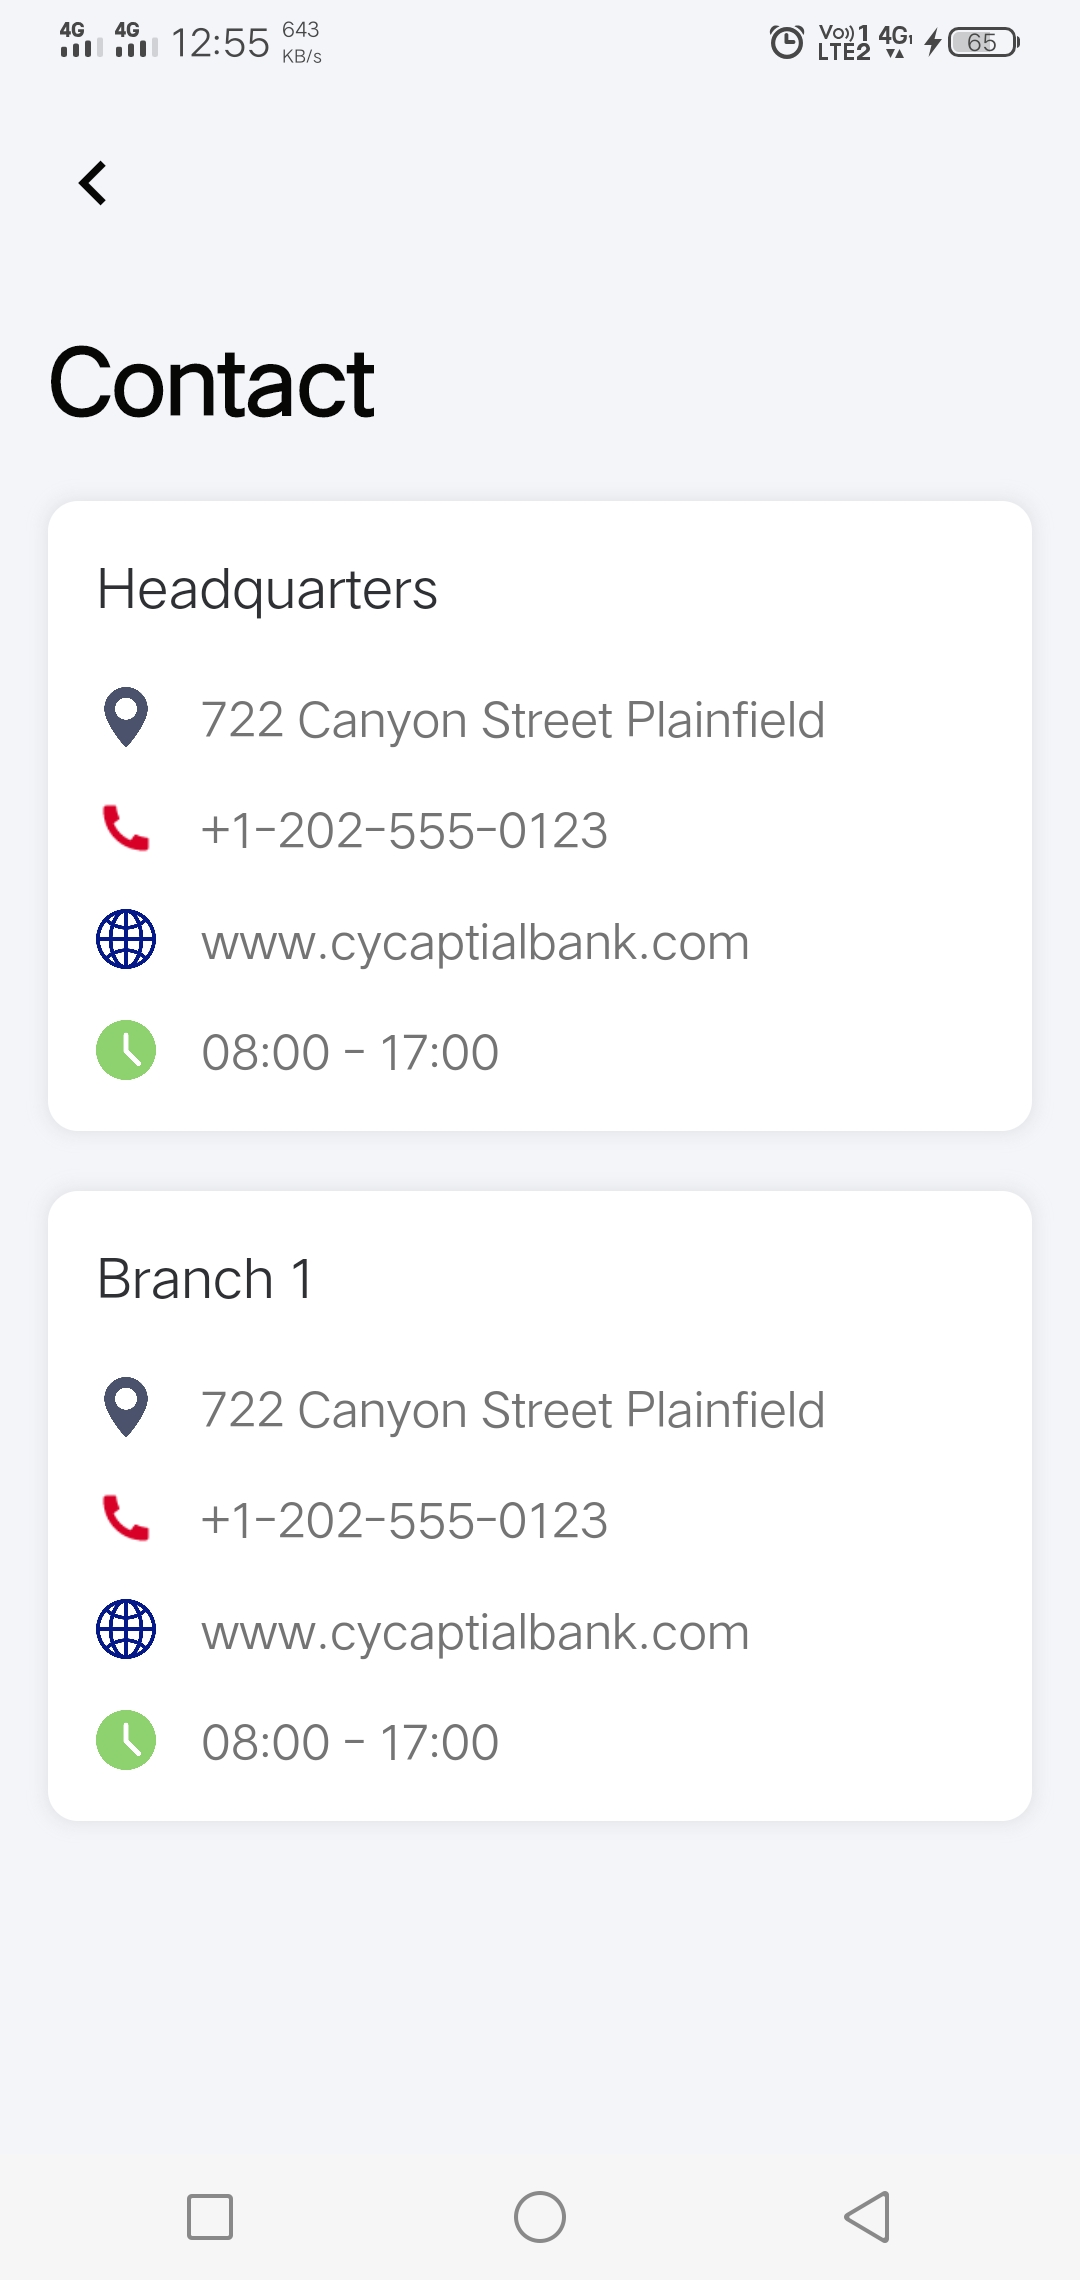 4G 4G 12:55 643 KB/s Vo)) 1 LTE2 4G1 65
Contact
Headquarters
722 Canyon Street Plainfield
+1-202-555-0123
www.cycaptialbank.com
08:00 - 17:00
Branch 1
722 Canyon Street Plainfield
+1-202-555-0123
www.cycaptialbank.com
08:00 - 17:00